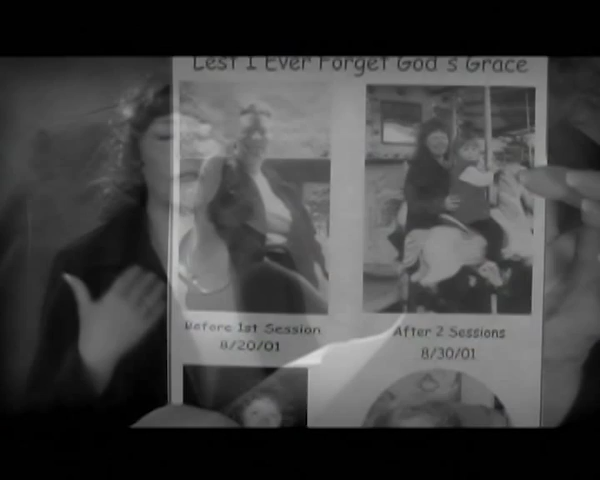 Lest I Ever Forget God's Grace
Before 1st Session
8/20/01
After 2 Sessions
8/30/01